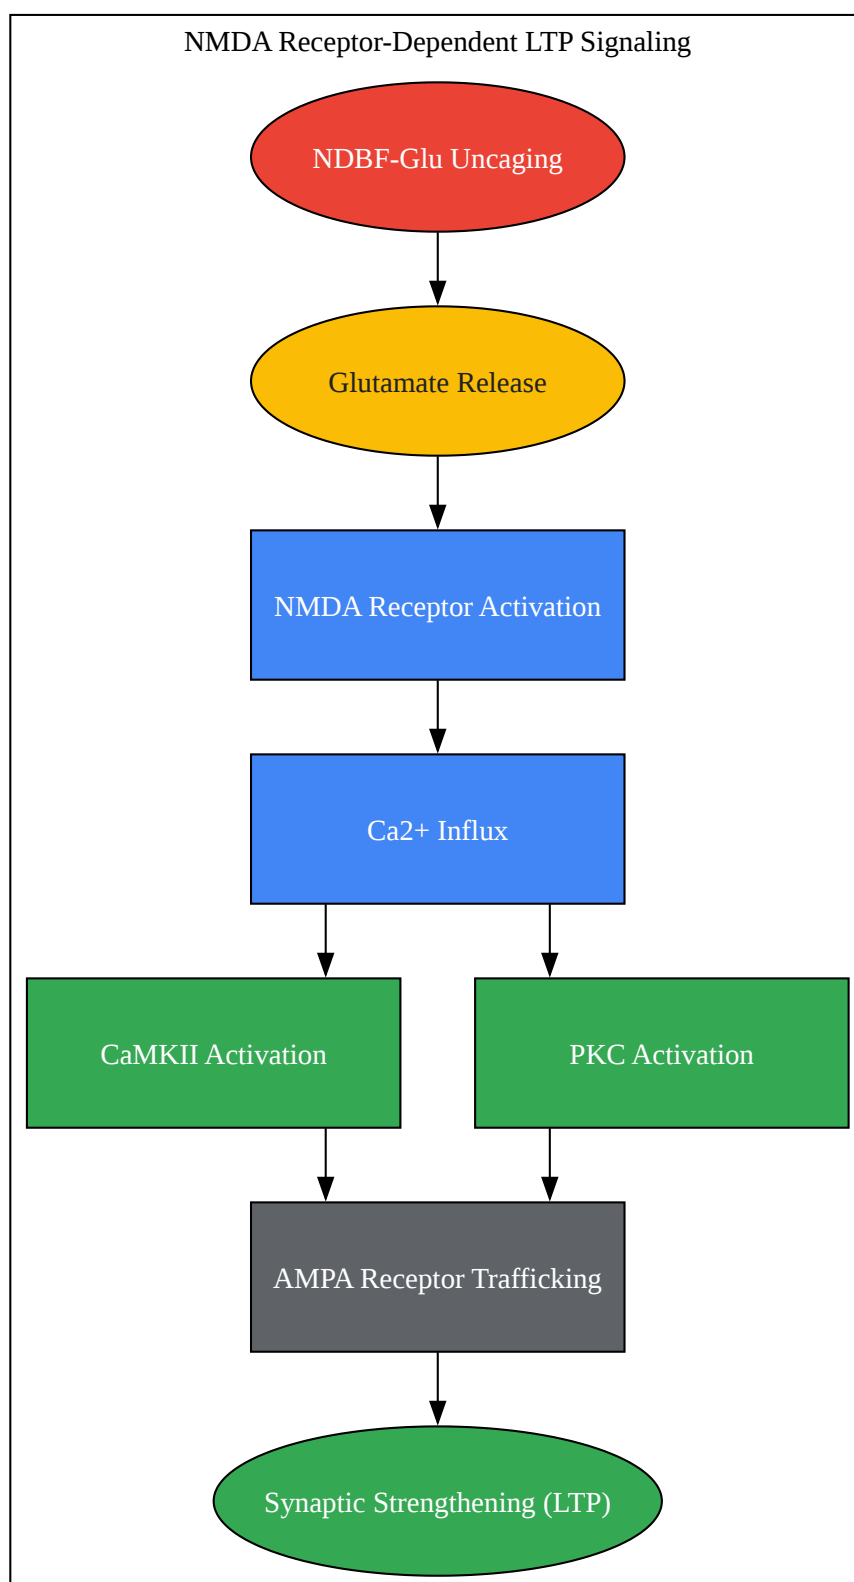 NMDA Receptor-Dependent LTP Signaling
NDBF-Glu Uncaging
Glutamate Release
NMDA Receptor Activation
Ca2+ Influx
CaMKII Activation
PKC Activation
AMPA Receptor Trafficking
Synaptic Strengthening (LTP)